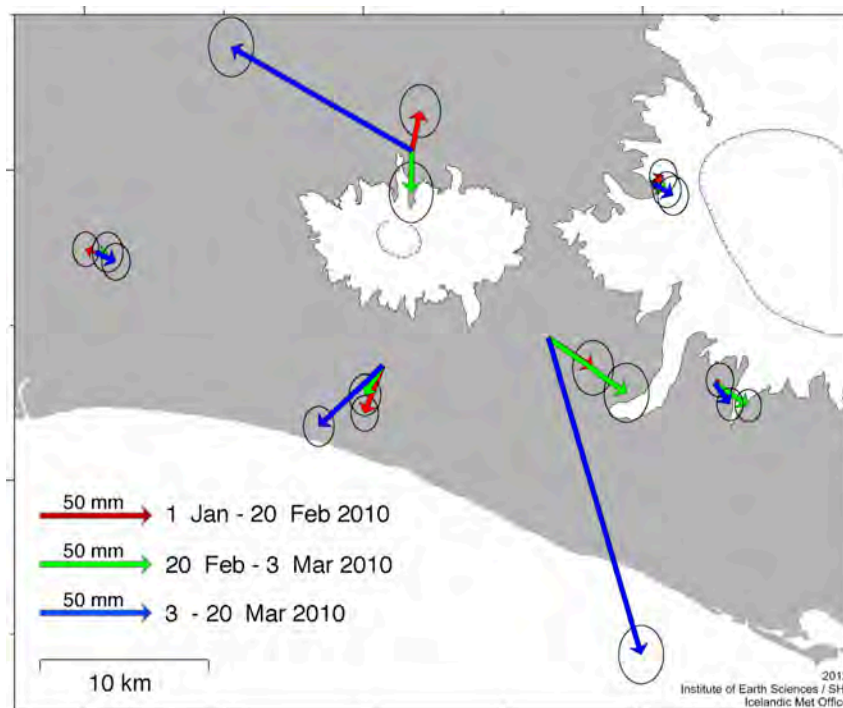 50 mm
1 Jan - 20 Feb 2010
50 mm
20 Feb - 3 Mar 2010
50 mm
3 - 20 Mar 2010
10 km
Institute of Earth Sciences /
Icelandic Met